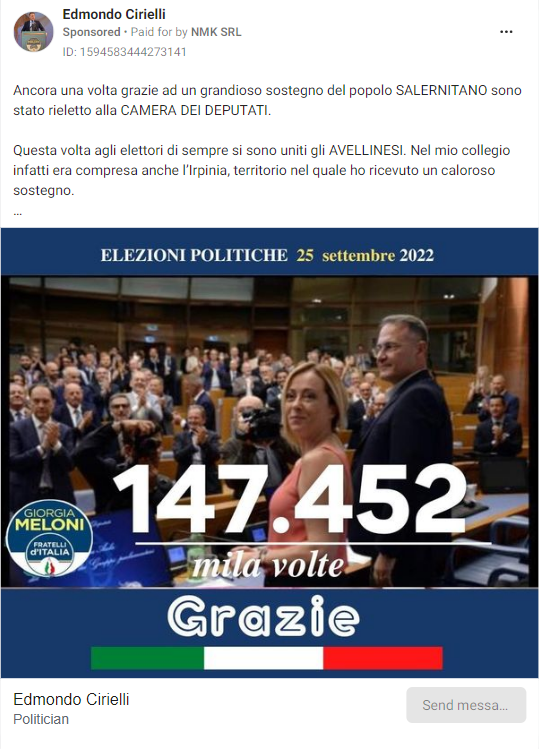 Edmondo Cirielli
Sponsored • Paid for by NMK SRL
ID: 1594583444273141
Ancora una volta grazie ad un grandioso sostegno del popolo SALERNITANO sono
stato rieletto alla CAMERA DEI DEPUTATI.
Questa volta agli elettori di sempre si sono uniti gli AVELLINESI. Nel mio collegio
infatti era compresa anche l'Irpinia, territorio nel quale ho ricevuto un caloroso
sostegno.
...
ELEZIONI POLITICHE 25 settembre 2022
147.452
mila volte
GIORGIA
MELONI
FRATELLI
d'ITALIA
Grazie
Edmondo Cirielli
Politician
Send messa...